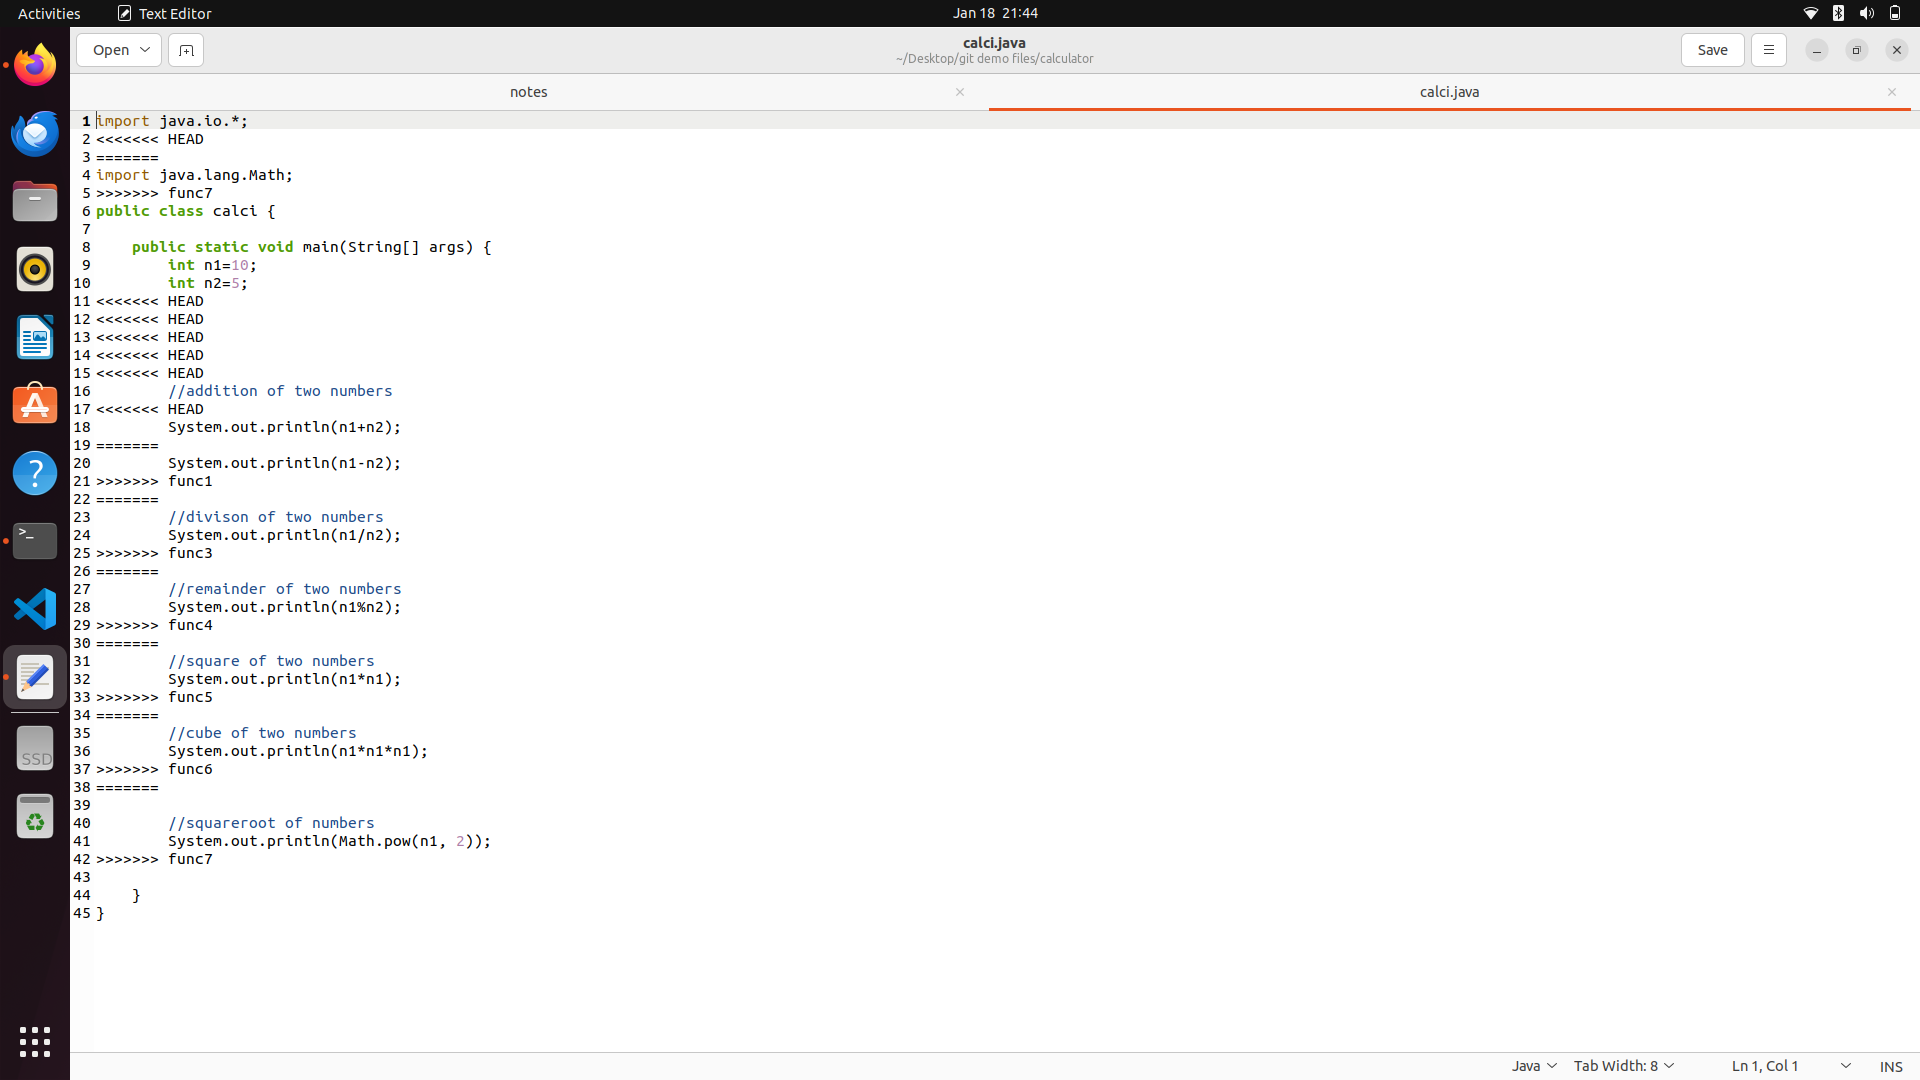 Activities Text Editor Jan 18 21:44
Open calci.java Save
~/Desktop/git demo files/calculator
notes calci.java
1 import java.io.*;
2 <<<<<<< HEAD
3 =======
4 import java.lang.Math;
5 >>>>>>> func7
6 public class calci {
7
8     public static void main(String[] args) {
9         int n1=10;
10         int n2=5;
11 <<<<<<< HEAD
12 <<<<<<< HEAD
13 <<<<<<< HEAD
14 <<<<<<< HEAD
15 <<<<<<< HEAD
16         //addition of two numbers
17 <<<<<<< HEAD
18         System.out.println(n1+n2);
19 =======
20         System.out.println(n1-n2);
21 >>>>>>> func1
22 =======
23         //divison of two numbers
24         System.out.println(n1/n2);
25 >>>>>>> func3
26 =======
27         //remainder of two numbers
28         System.out.println(n1%n2);
29 >>>>>>> func4
30 =======
31         //square of two numbers
32         System.out.println(n1*n1);
33 >>>>>>> func5
34 =======
35         //cube of two numbers
36         System.out.println(n1*n1*n1);
37 >>>>>>> func6
38 =======
39
40         //squareroot of numbers
41         System.out.println(Math.pow(n1, 2));
42 >>>>>>> func7
43
44     }
45 }
SSD
Java Tab Width: 8 Ln 1, Col 1 INS